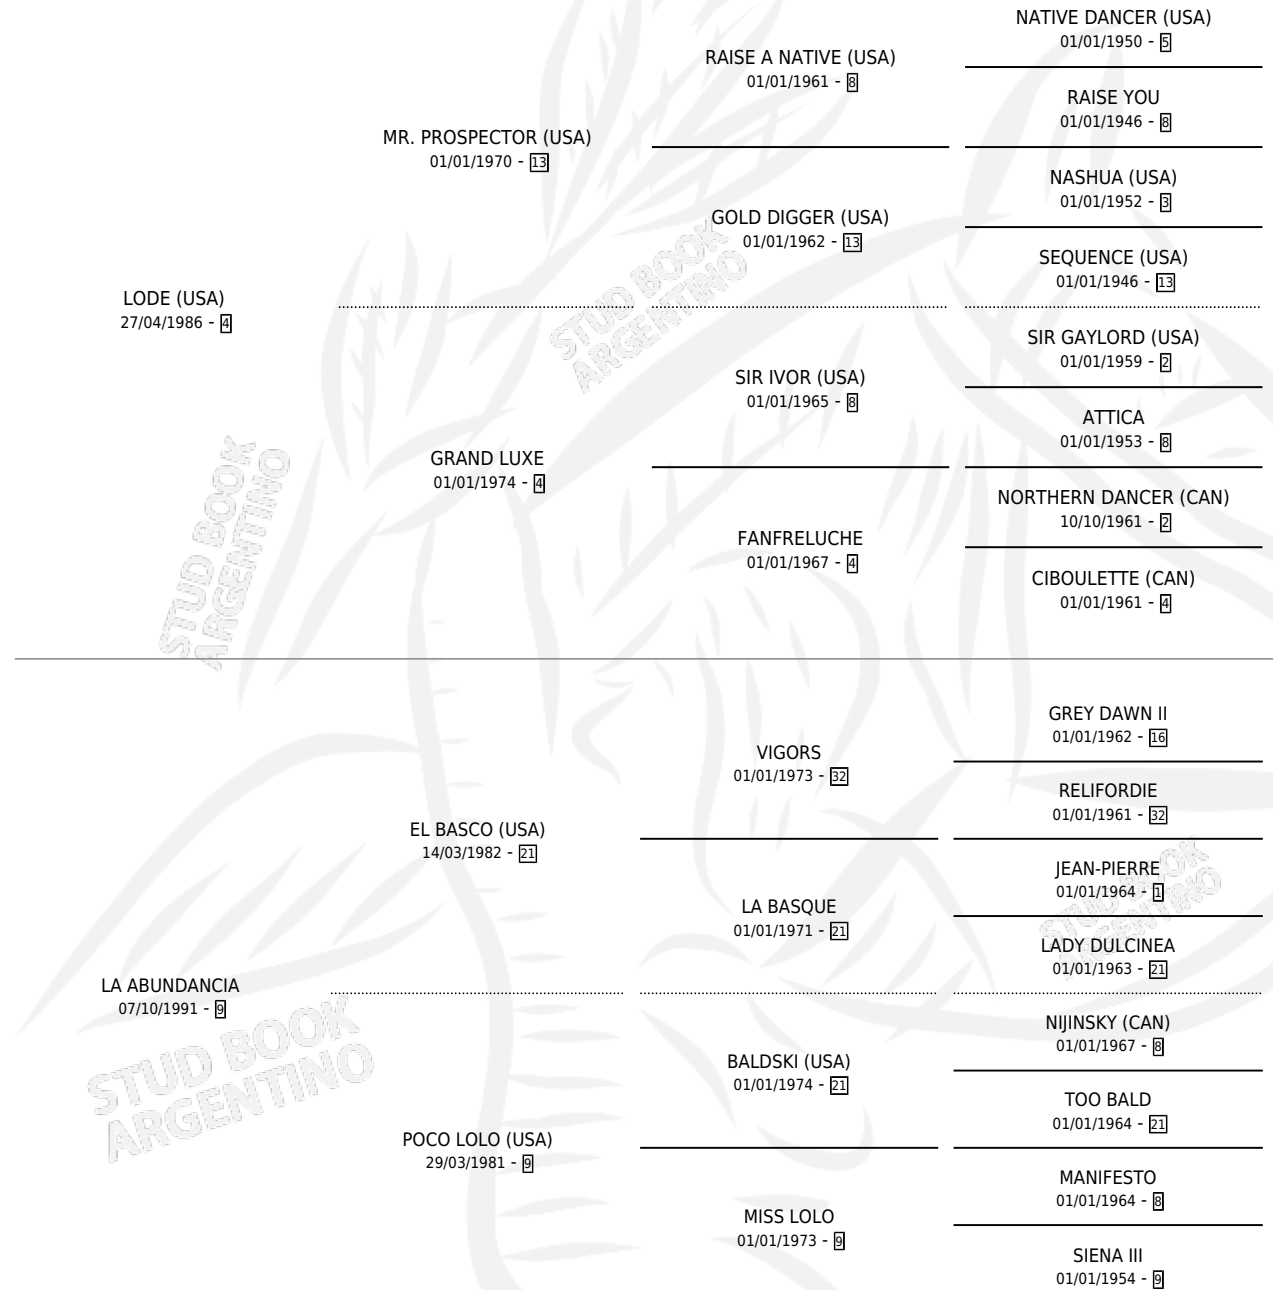 NATIVE DANCER (USA)
01/01/1950 - 5
RAISE A NATIVE (USA)
01/01/1961 - 8
RAISE YOU
01/01/1946 - 8
MR. PROSPECTOR (USA)
01/01/1970 - 13
NASHUA (USA)
01/01/1952 - 3
GOLD DIGGER (USA)
01/01/1962 - 13
SEQUENCE (USA)
01/01/1946 - 13
LODE (USA)
27/04/1986 - 4
SIR GAYLORD (USA)
01/01/1959 - 2
SIR IVOR (USA)
01/01/1965 - 8
ATTICA
01/01/1953 - 8
GRAND LUXE
01/01/1974 - 4
NORTHERN DANCER (CAN)
10/10/1961 - 2
FANFRELUCHE
01/01/1967 - 4
CIBOULETTE (CAN)
01/01/1961 - 4
GREY DAWN II
01/01/1962 - 16
VIGORS
01/01/1973 - 32
RELIFORDIE
01/01/1961 - 32
EL BASCO (USA)
14/03/1982 - 21
JEAN-PIERRE
01/01/1964 - 1
LA BASQUE
01/01/1971 - 21
LADY DULCINEA
01/01/1963 - 21
LA ABUNDANCIA
07/10/1991 - 9
NIJINSKY (CAN)
01/01/1967 - 8
BALDSKI (USA)
01/01/1974 - 21
TOO BALD
01/01/1964 - 21
POCO LOLO (USA)
29/03/1981 - 9
MANIFESTO
01/01/1964 - 8
MISS LOLO
01/01/1973 - 9
SIENA III
01/01/1954 - 9
STUD BOOK
ARGENTINO
STUD BOOK
ARGENTINO
STUD BOOK
ARGENTINO
STUD BOOK
ARGENTINO